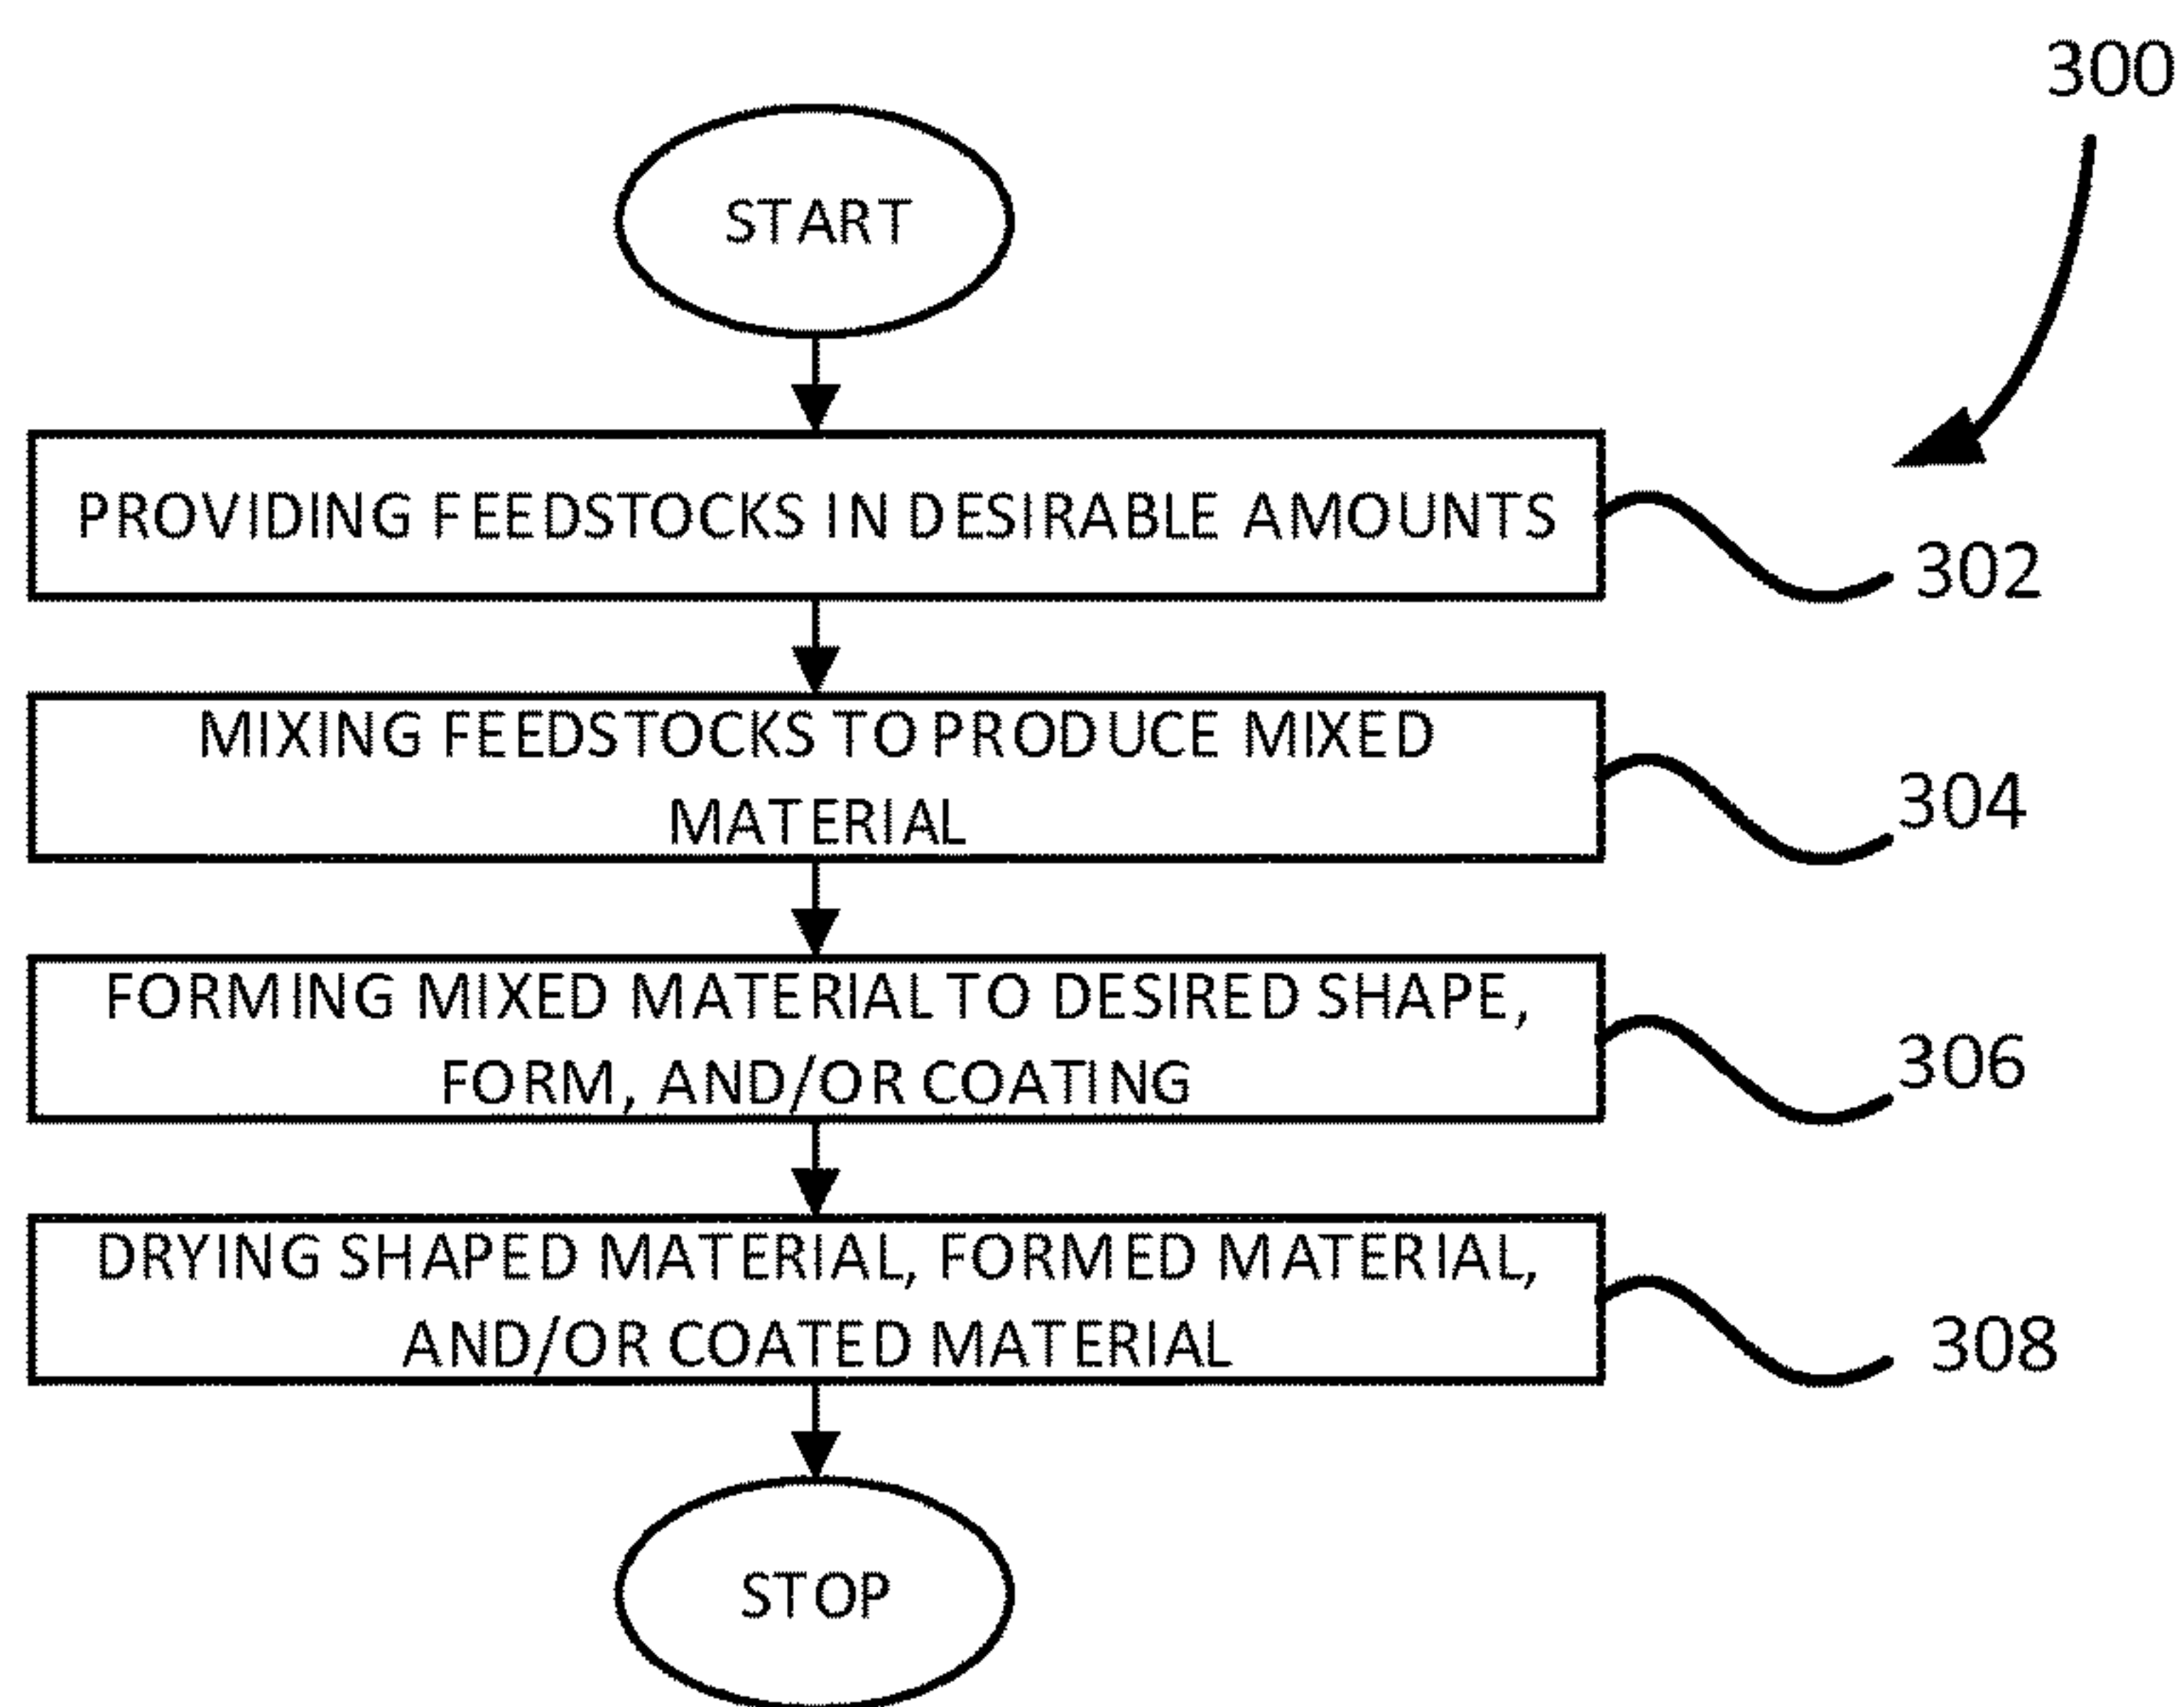 300
START
PROVIDING FEEDSTOCKS IN DESIRABLE AMOUNTS
302
MIXING FEEDSTOCKS TO PRODUCE MIXED
MATERIAL
304
FORMING MIXED MATERIAL TO DESIRED SHAPE,
FORM, AND/OR COATING
306
DRYING SHAPED MATERIAL, FORMED MATERIAL,
AND/OR COATED MATERIAL
308
STOP